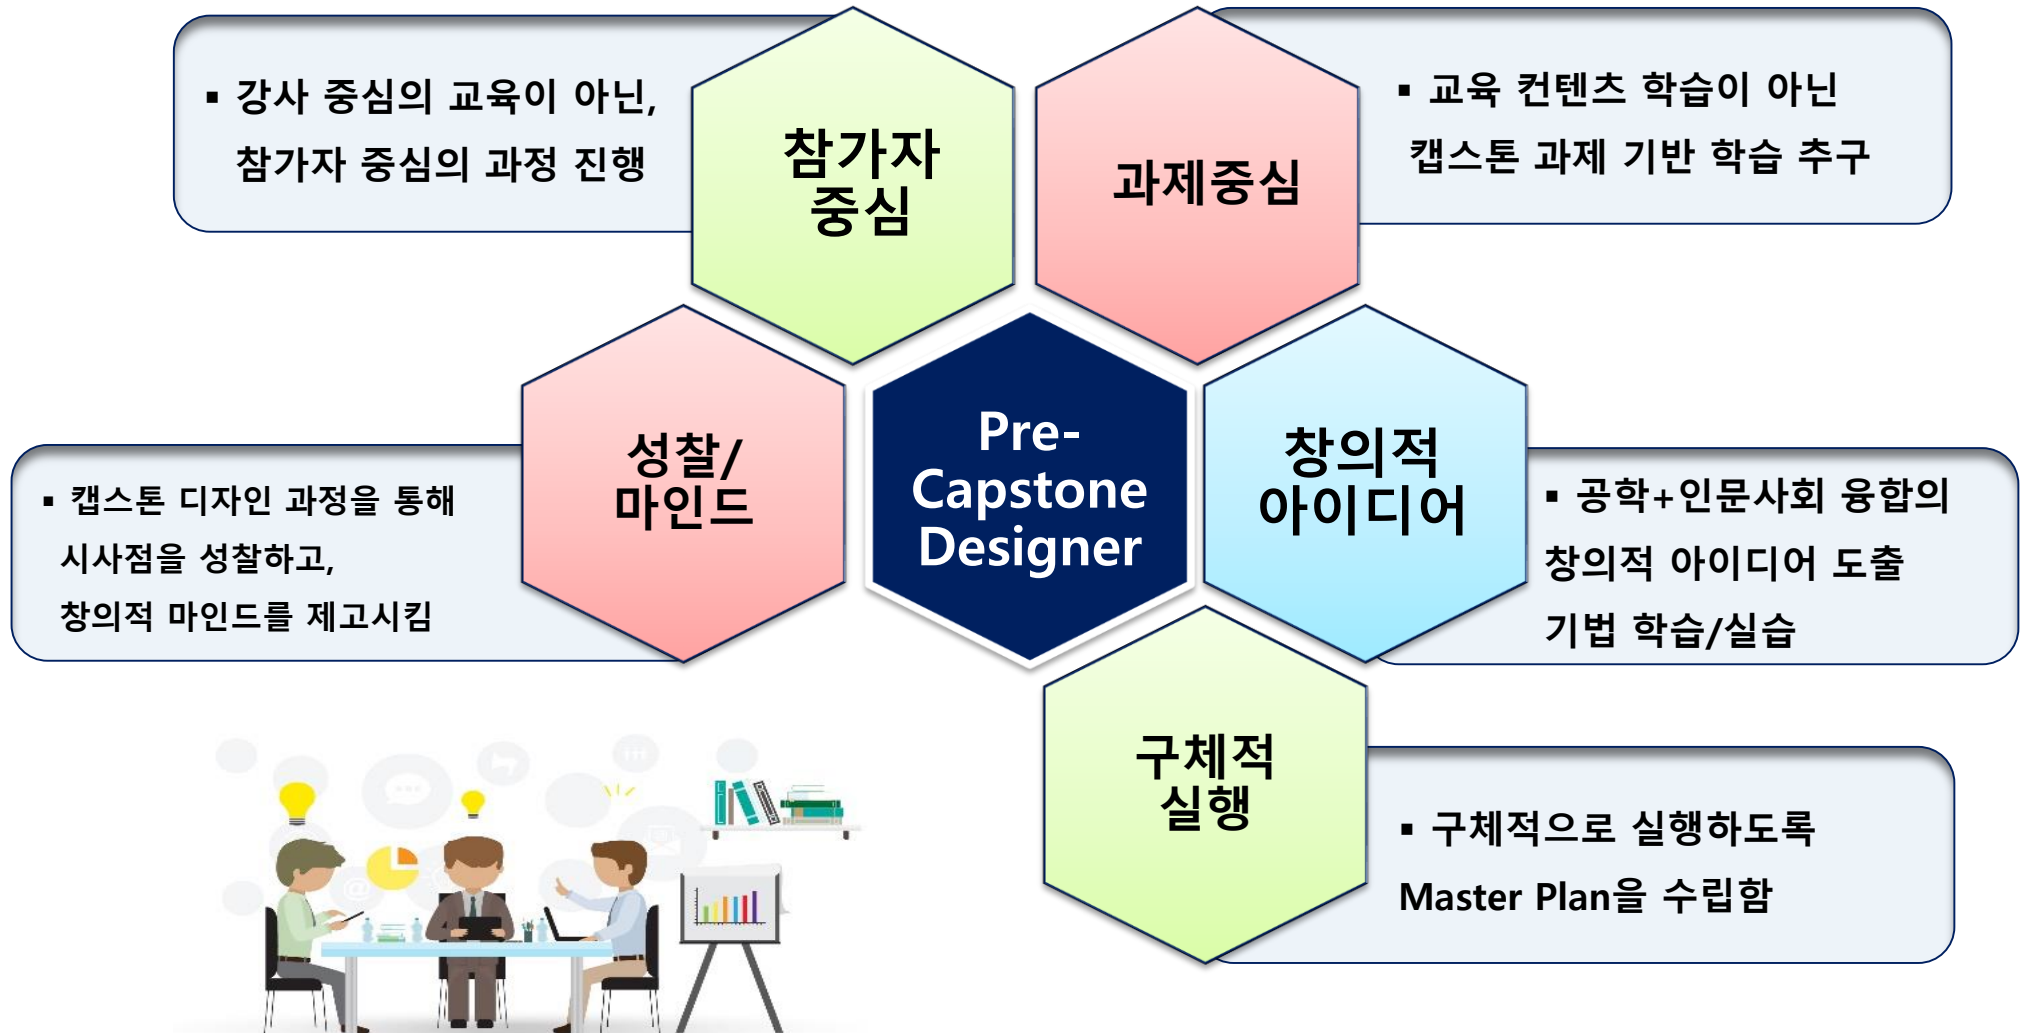 ▪ 강사 중심의 교육이 아닌,
참가자 중심의 과정 진행
참가자
중심
과제중심
▪ 교육 컨텐츠 학습이 아닌
캡스톤 과제 기반 학습 추구
▪ 캡스톤 디자인 과정을 통해
시사점을 성찰하고,
창의적 마인드를 제고시킴
성찰/
마인드
Pre-
Capstone
Designer
창의적
아이디어
▪ 공학+인문사회 융합의
창의적 아이디어 도출
기법 학습/실습
구체적
실행
▪ 구체적으로 실행하도록
Master Plan을 수립함